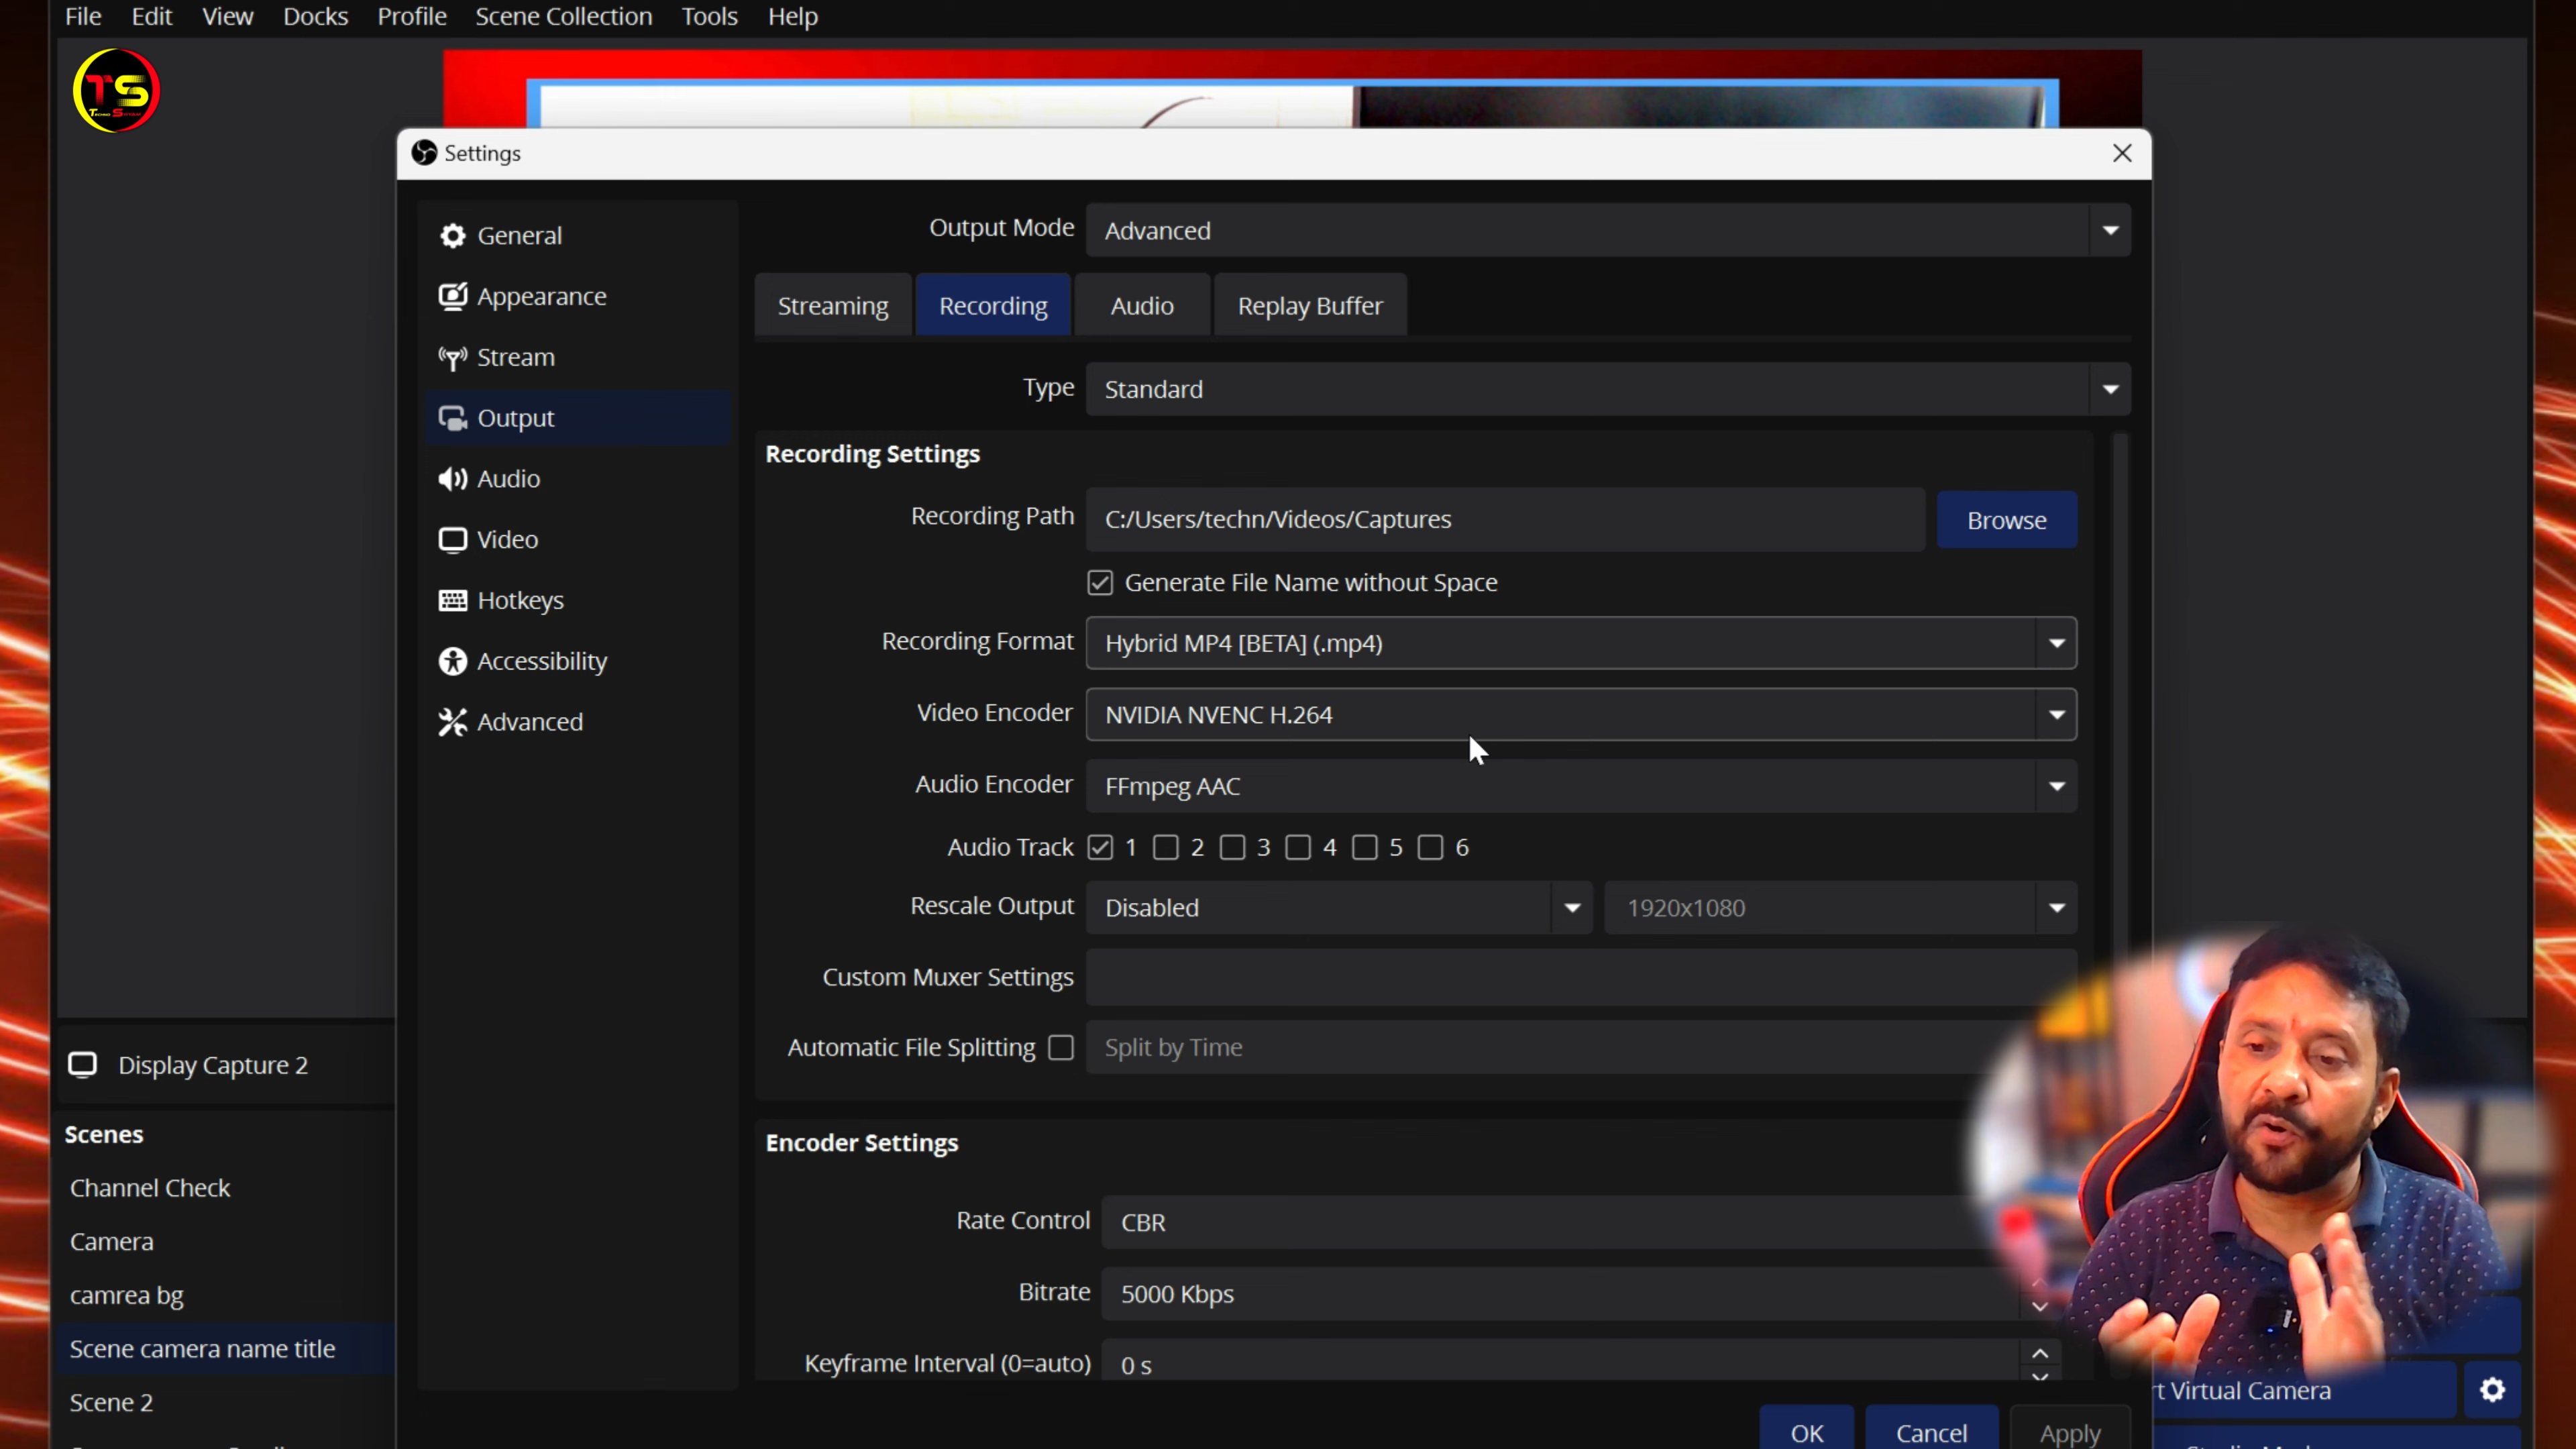 File Edit View Docks Profile Scene Collection Tools Help
TS
Settings
General
Appearance
Stream
Output
Audio
Video
Hotkeys
Accessibility
Advanced
Output Mode Advanced
Streaming Recording Audio Replay Buffer
Type Standard
Recording Settings
Recording Path C:/Users/techn/Videos/Captures Browse
Generate File Name without Space
Recording Format Hybrid MP4 [BETA] (.mp4)
Video Encoder NVIDIA NVENC H.264
Audio Encoder FFmpeg AAC
Audio Track 1 2 3 4 5 6
Rescale Output Disabled 1920x1080
Custom Muxer Settings
Automatic File Splitting Split by Time
Encoder Settings
Rate Control CBR
Bitrate 5000 Kbps
Keyframe Interval (0=auto) 0 s
OK Cancel Apply
Display Capture 2
Scenes
Channel Check
Camera
camrea bg
Scene camera name title
Scene 2
Virtual Camera